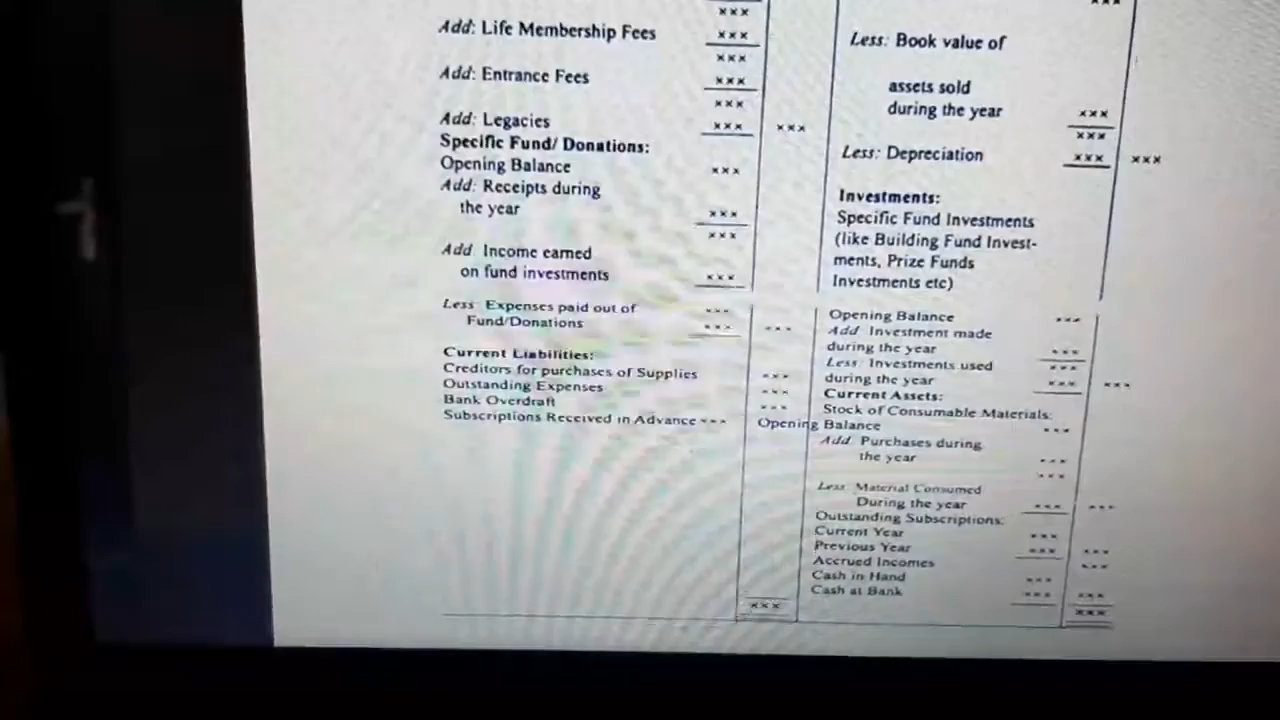 ×××
Add: Life Membership Fees ×××
×××
Add: Entrance Fees ×××
×××
Add: Legacies ××× ×××
Specific Fund/ Donations:
Opening Balance ×××
Add: Receipts during
the year ×××
×××
Add Income earned
on fund investments ×××
Less: Expenses paid out of ×××
Fund/Donations ××× ×××
Current Liabilities:
Creditors for purchases of Supplies ×××
Outstanding Expenses ×××
Bank Overdraft ×××
Subscriptions Received in Advance ×××
×××
×××
Less: Book value of
assets sold
during the year ×××
×××
Less: Depreciation ××× ×××
Investments:
Specific Fund Investments
(like Building Fund Invest-
ments, Prize Funds
Investments etc)
Opening Balance ×××
Add Investment made
during the year ×××
Less Investments used ×××
during the year ××× ×××
Current Assets:
Stock of Consumable Materials:
Opening Balance ×××
Add Purchases during
the year ×××
×××
Less Material Consumed
During the year ××× ×××
Outstanding Subscriptions:
Current Year ×××
Previous Year ××× ×××
Accrued Incomes ×××
Cash in Hand ×××
Cash at Bank ××× ×××
×××